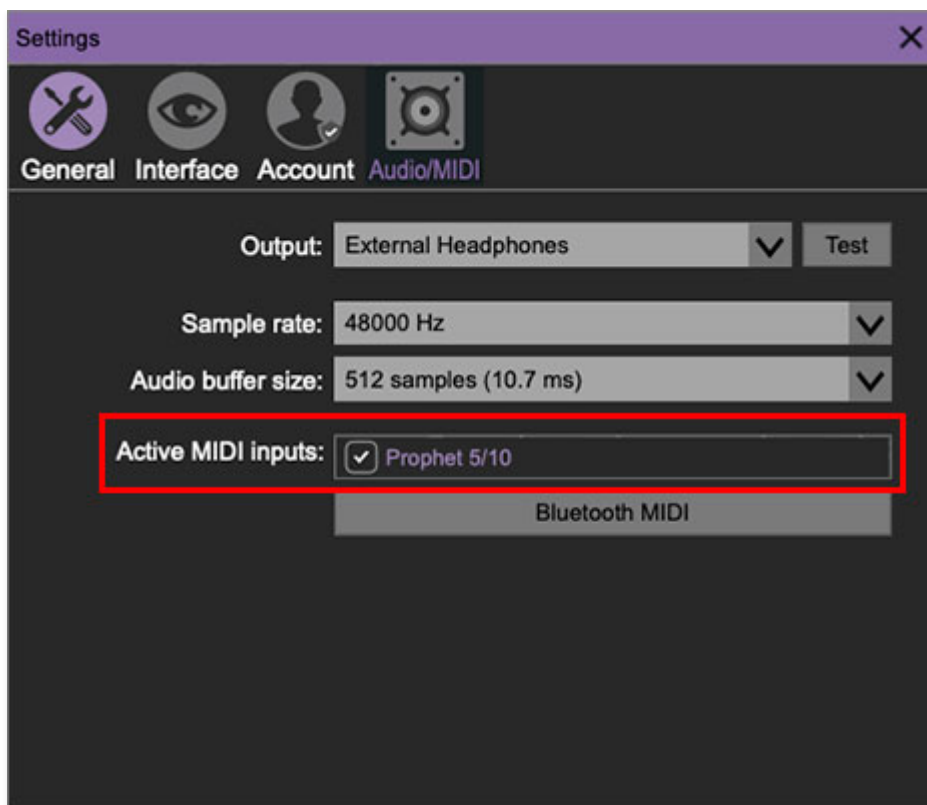 Settings
General Interface Account Audio/MIDI
Output: External Headphones Test
Sample rate: 48000 Hz
Audio buffer size: 512 samples (10.7 ms)
Active MIDI inputs: Prophet 5/10
Bluetooth MIDI